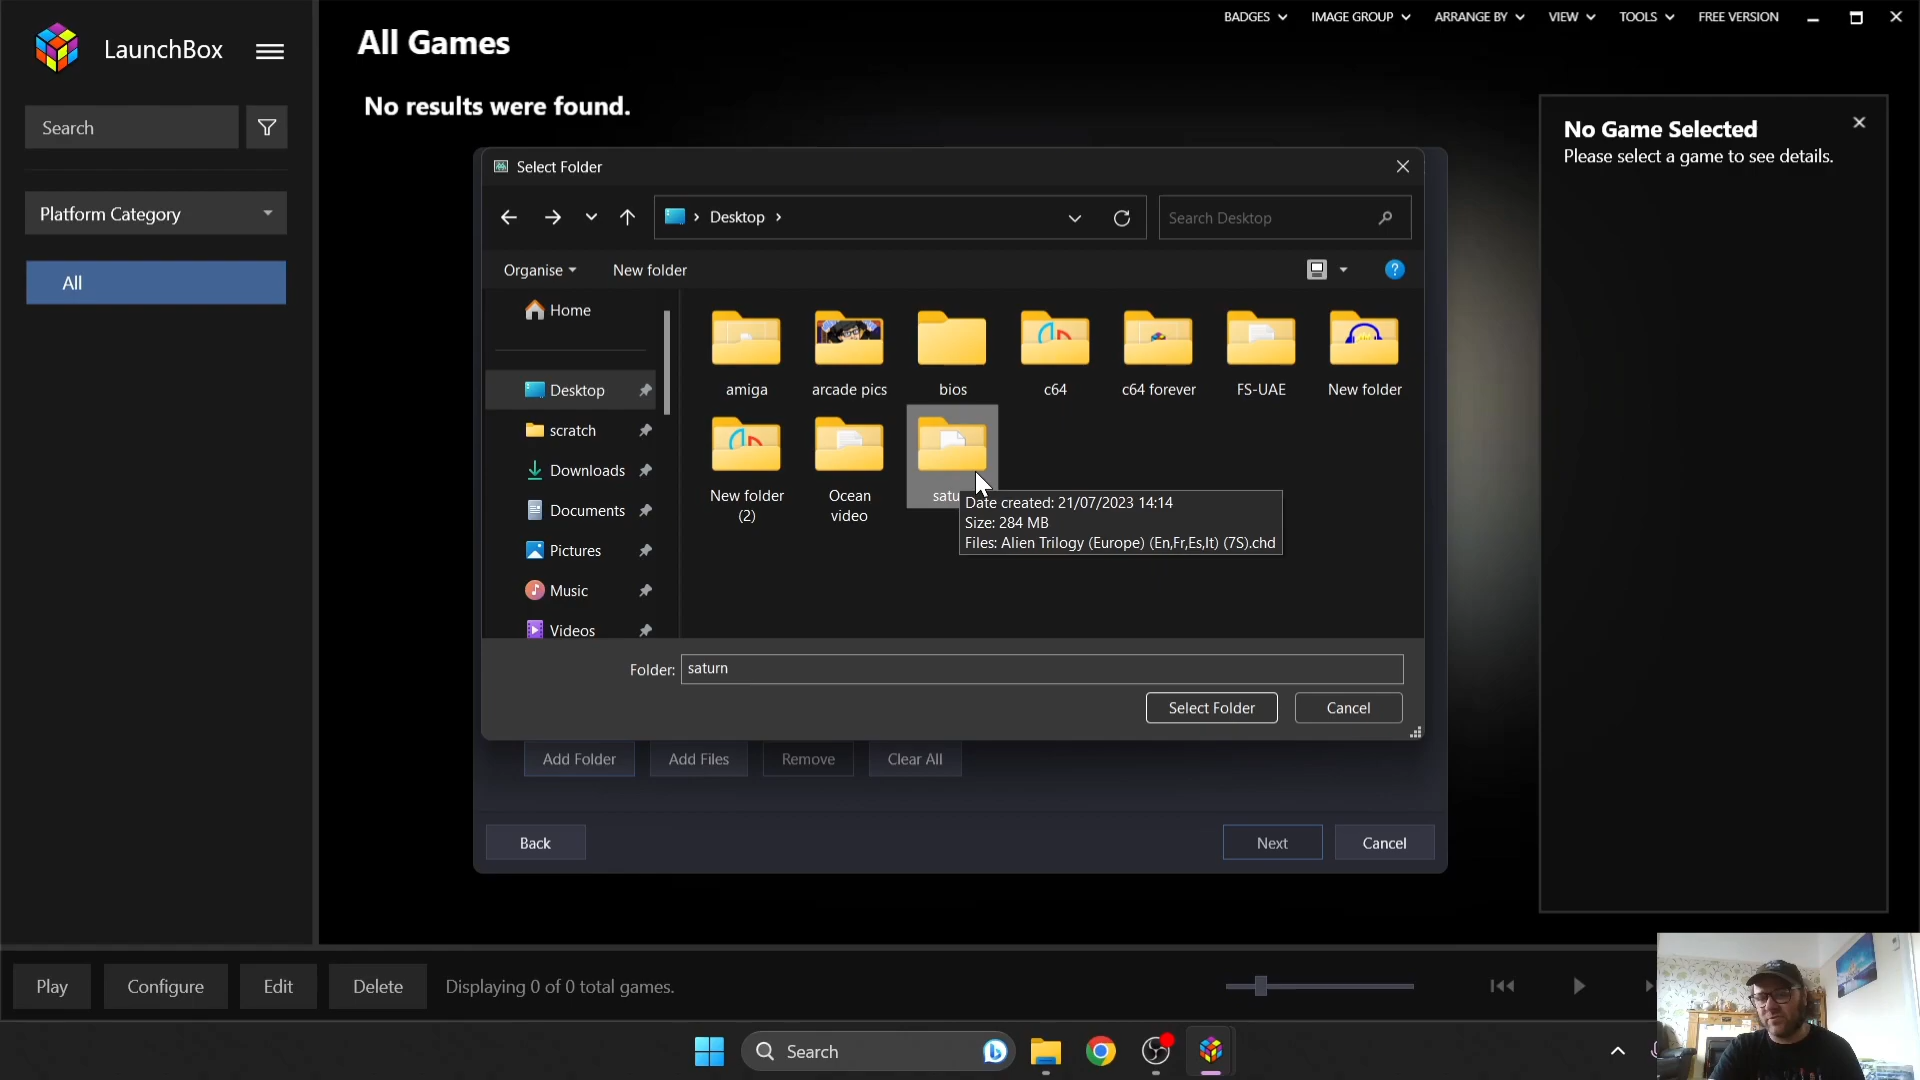 LaunchBox
BADGES
IMAGE GROUP
ARRANGE BY
VIEW
TOOLS
FREE VERSION
All Games
No results were found.
Search
Platform Category
All
No Game Selected
Please select a game to see details.
Select Folder
Desktop
Search Desktop
Organise
New folder
?
Home
Desktop
scratch
Downloads
Documents
Pictures
Music
Videos
amiga
arcade pics
bios
c64
c64 forever
FS-UAE
New folder
New folder
(2)
Ocean
video
satu
Date created: 21/07/2023 14:14
Size: 284 MB
Files: Alien Trilogy (Europe) (En,Fr,Es,It) (7S).chd
Folder:
saturn
Select Folder
Cancel
Add Folder
Add Files
Remove
Clear All
Back
Next
Cancel
Play
Configure
Edit
Delete
Displaying 0 of 0 total games.
Search